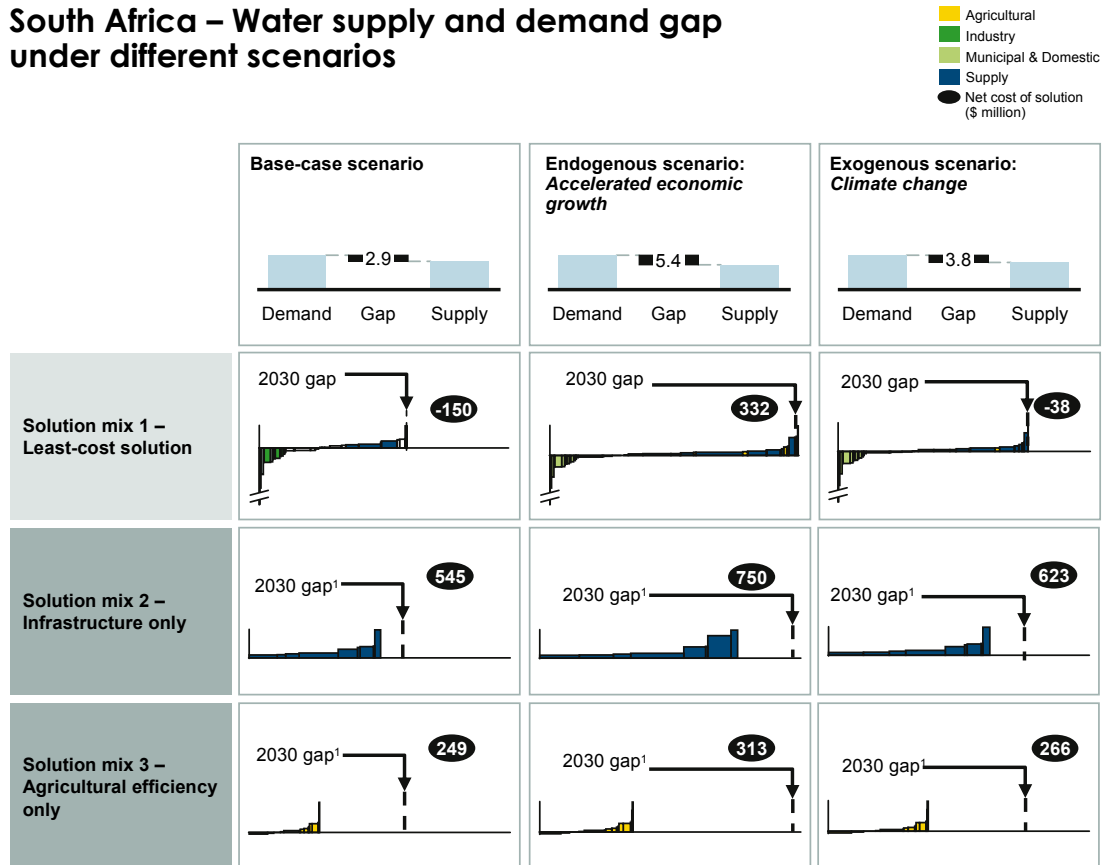 South Africa – Water supply and demand gap
under different scenarios
Agricultural
Industry
Municipal & Domestic
Supply
Net cost of solution
($ million)
Base-case scenario
2.9
Demand Gap Supply
Endogenous scenario:
Accelerated economic
growth
5.4
Demand Gap Supply
Exogenous scenario:
Climate change
3.8
Demand Gap Supply
Solution mix 1 –
Least-cost solution
2030 gap
-150
2030 gap
332
2030 gap
-38
Solution mix 2 –
Infrastructure only
2030 gap¹
545
2030 gap¹
750
2030 gap¹
623
Solution mix 3 –
Agricultural efficiency
only
2030 gap¹
249
2030 gap¹
313
2030 gap¹
266